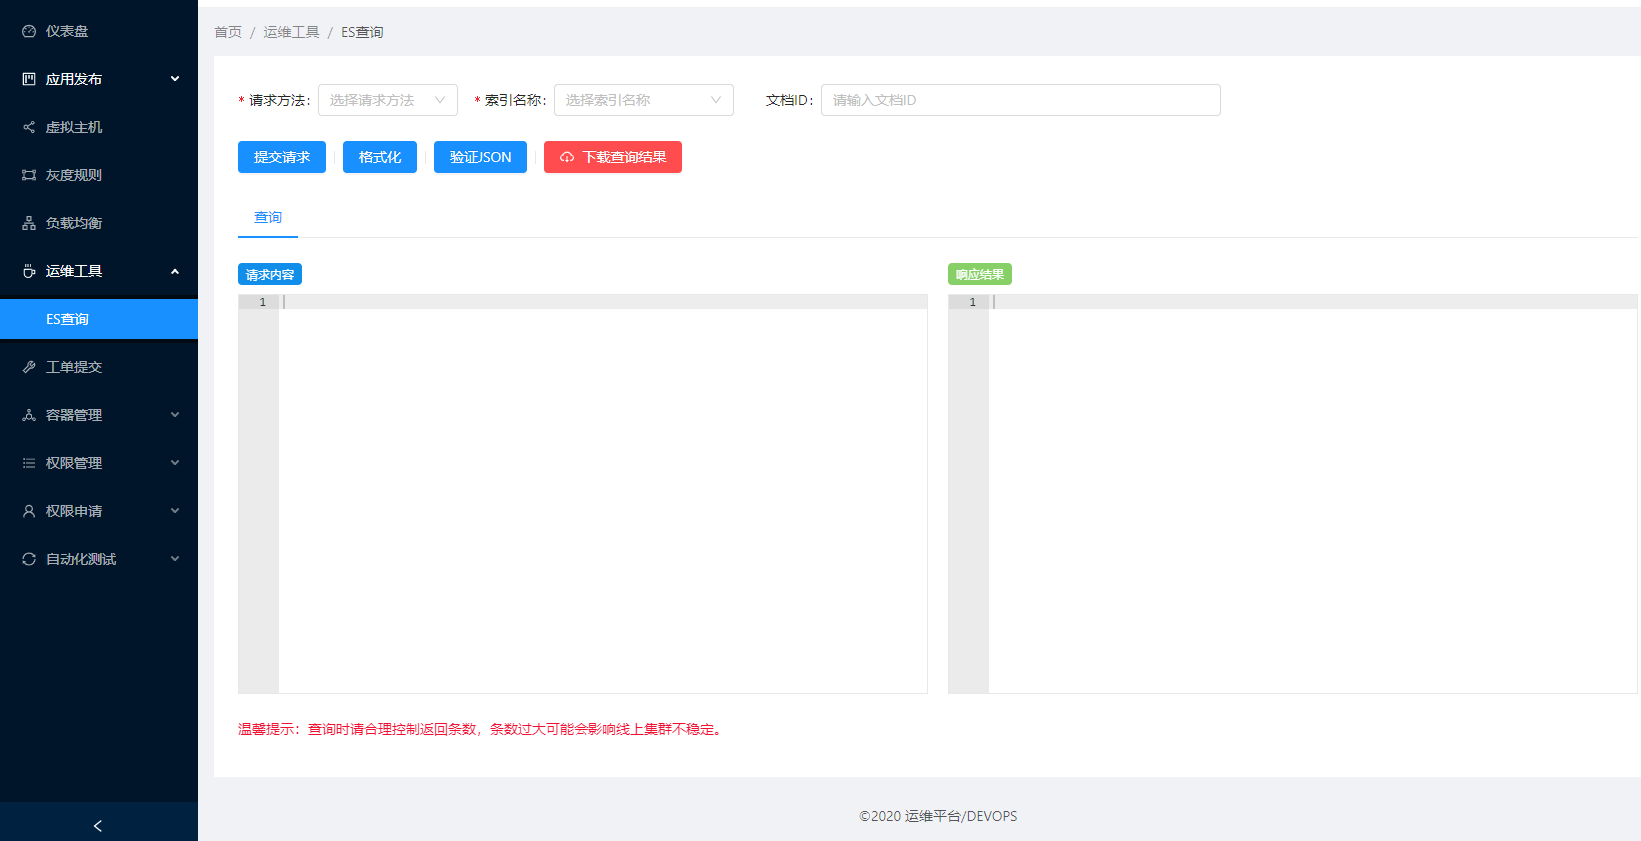 仪表盘
应用发布
虚拟主机
灰度规则
负载均衡
运维工具
ES查询
工单提交
容器管理
权限管理
权限申请
自动化测试
首页 / 运维工具 / ES查询
* 请求方法: 选择请求方法 * 索引名称: 选择索引名称 文档ID: 请输入文档ID
提交请求 格式化 验证JSON 下载查询结果
查询
请求内容
1
响应结果
1
温馨提示：查询时请合理控制返回条数，条数过大可能会影响线上集群不稳定。
©2020 运维平台/DEVOPS